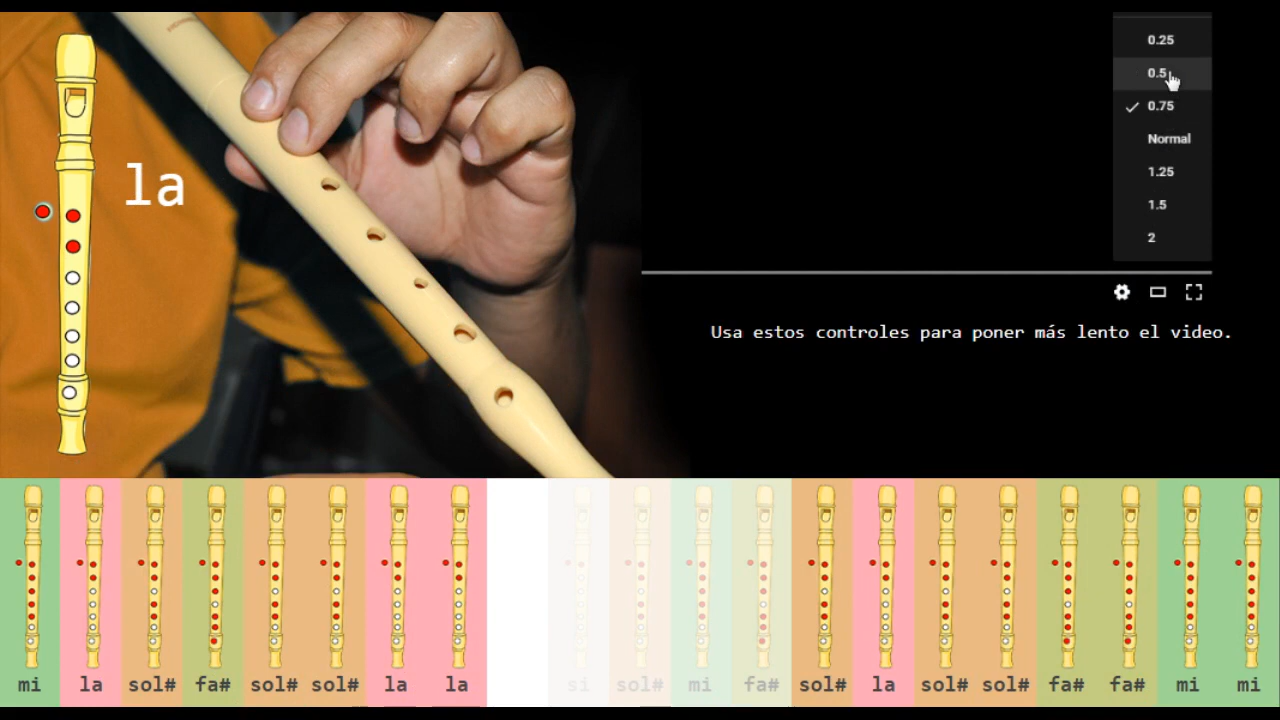 0.25
0.5
0.75
Normal
1.25
1.5
2
la
Usa estos controles para poner más lento el video.
mi la sol# fa# sol# sol# la la si sol# mi fa# sol# la sol# sol# fa# fa# mi mi